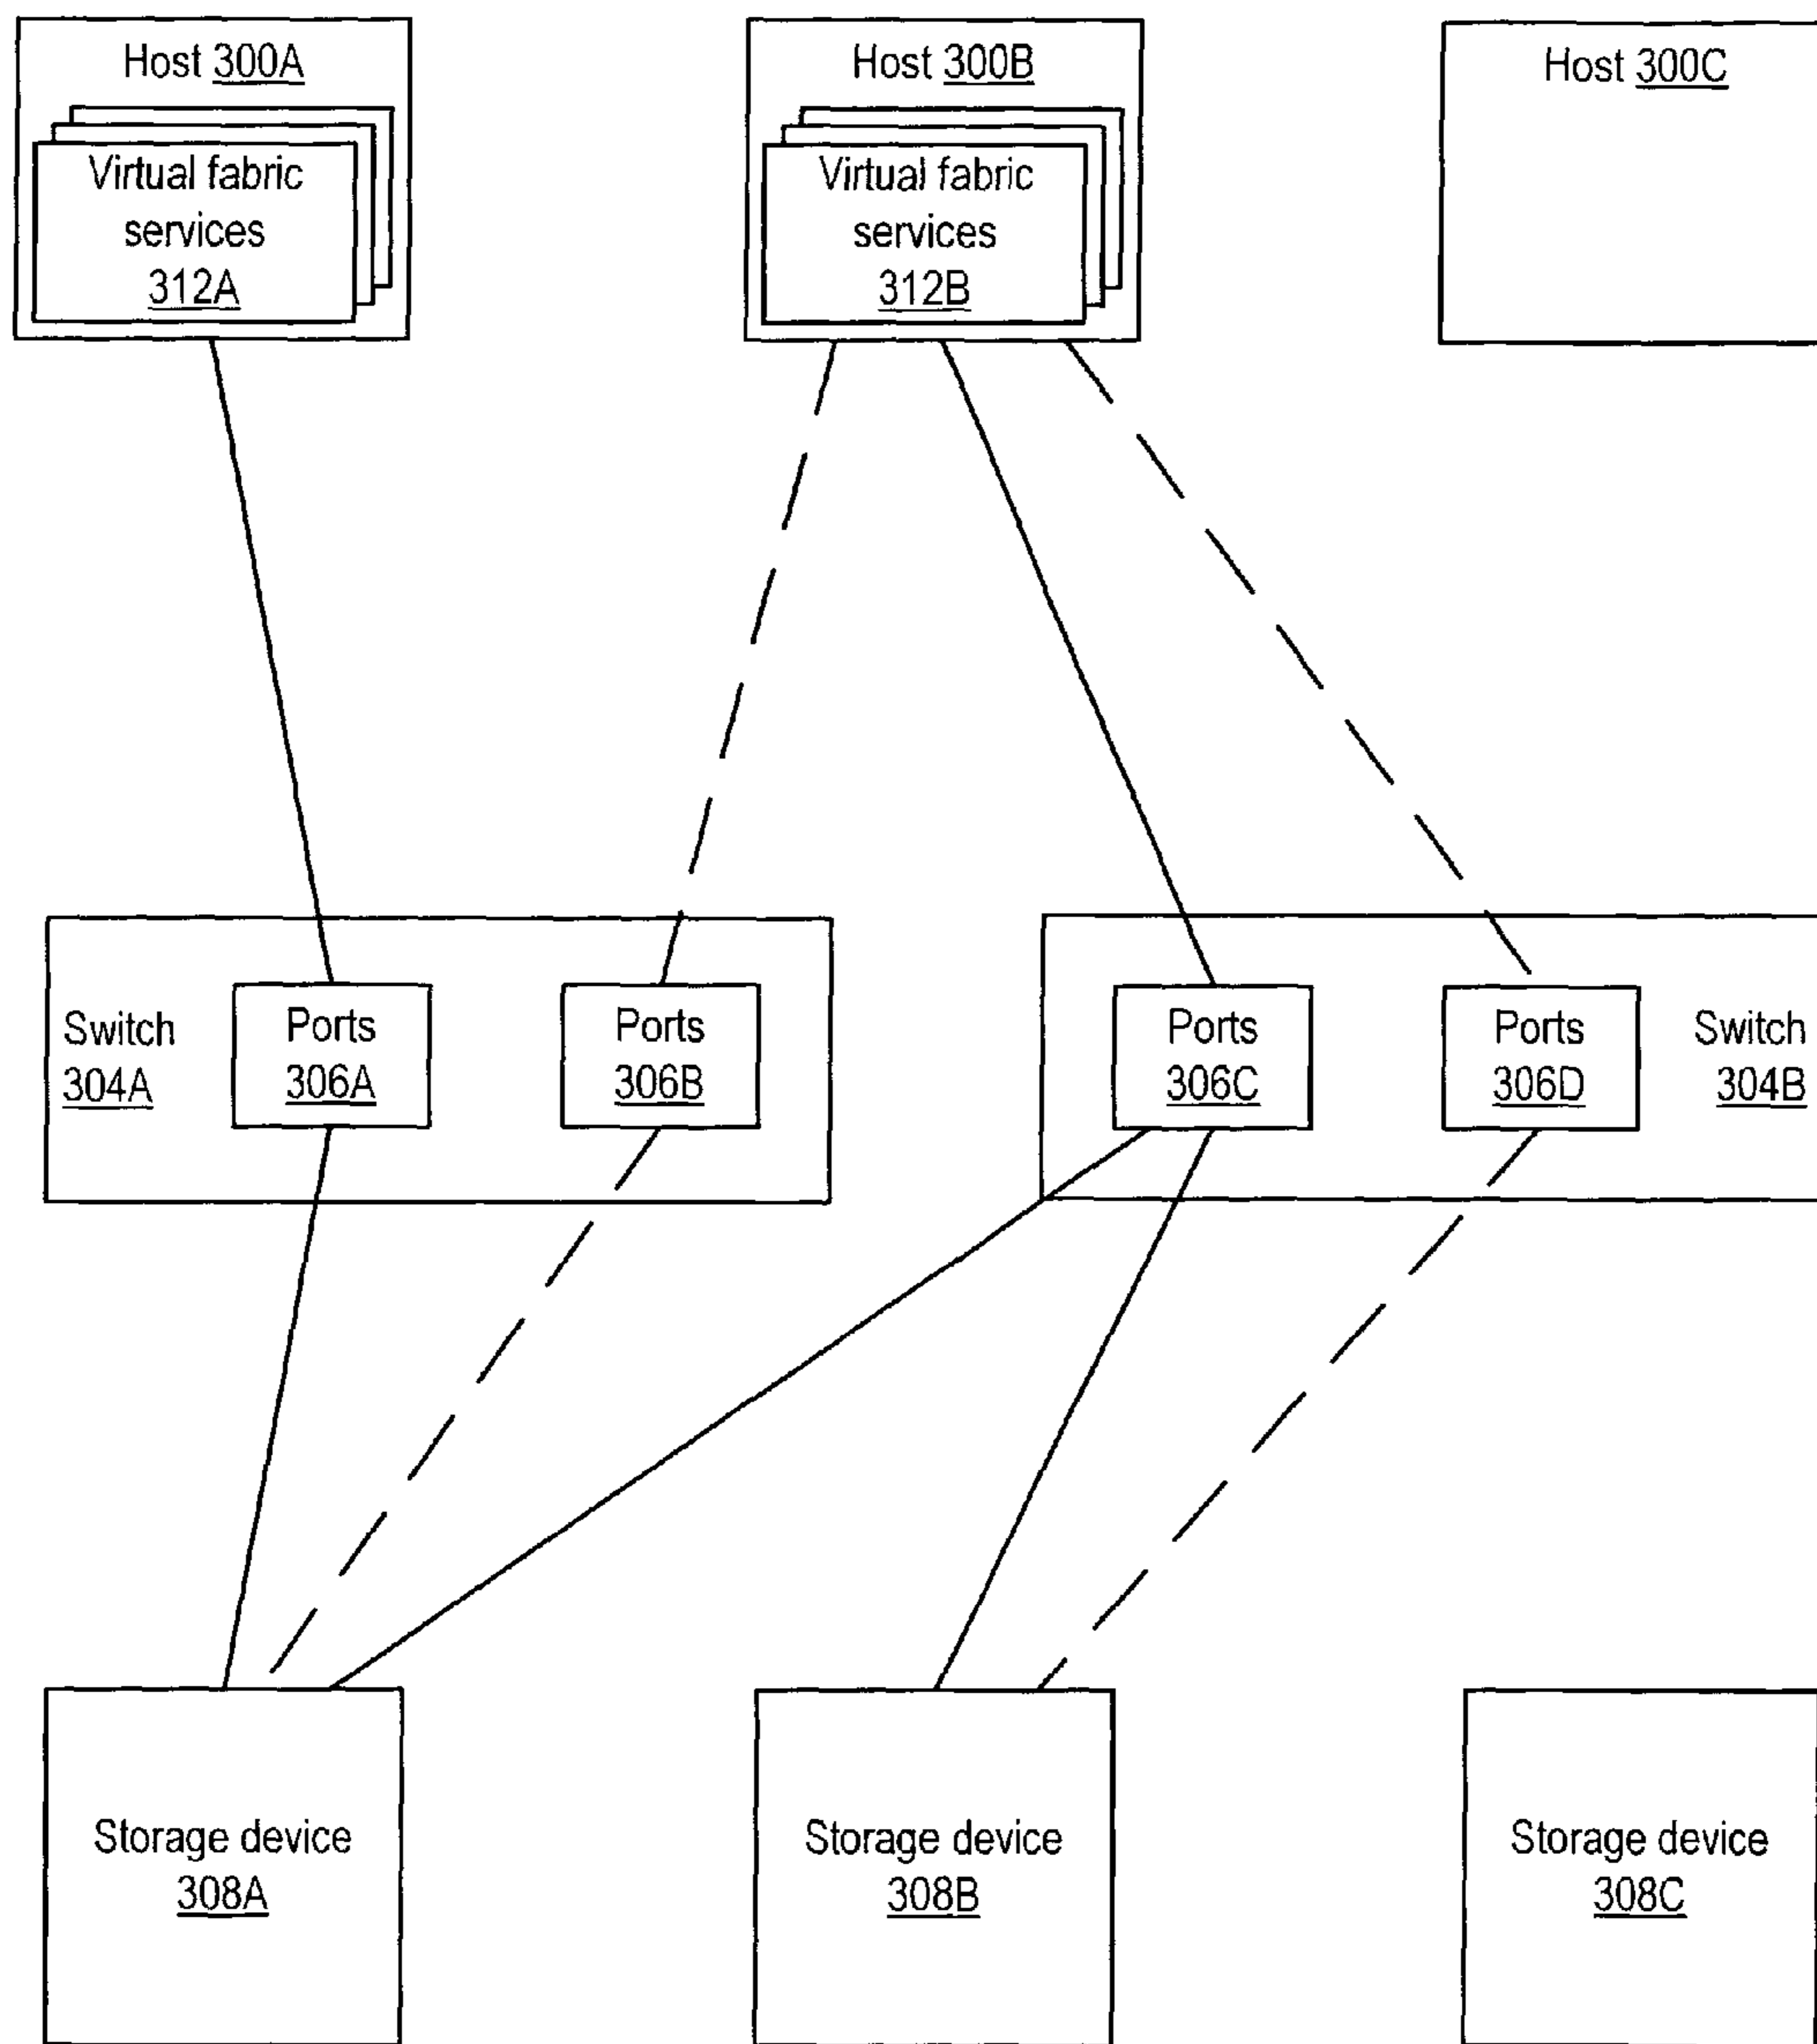 Host 300A
Virtual fabric
services
312A
Host 300B
Virtual fabric
services
312B
Host 300C
Switch
304A
Ports
306A
Ports
306B
Ports
306C
Ports
306D
Switch
304B
Storage device
308A
Storage device
308B
Storage device
308C